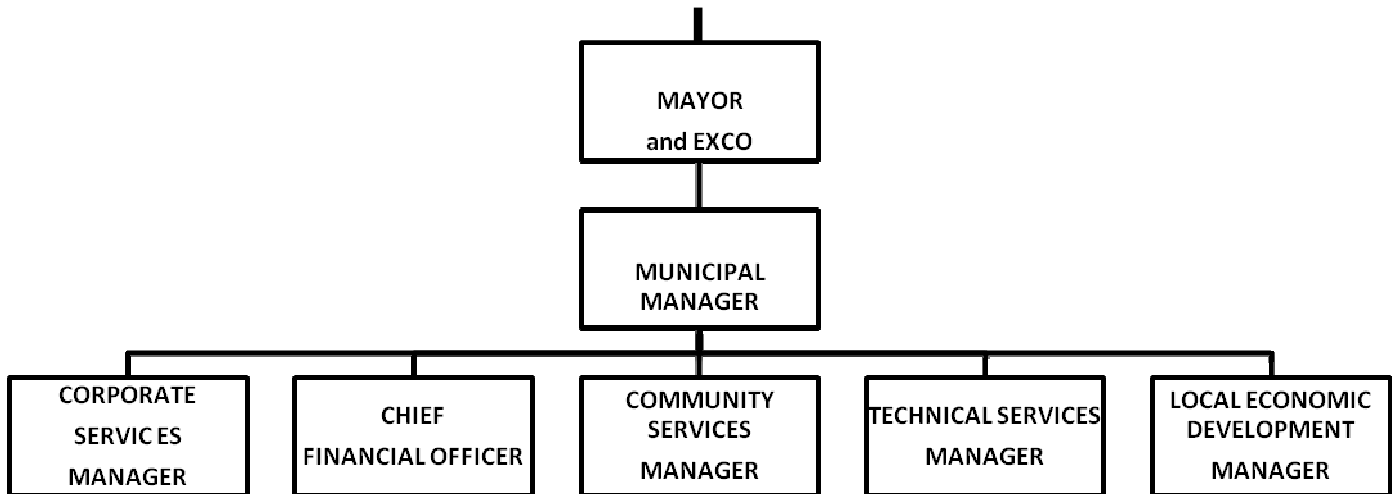 MAYOR
and EXCO
MUNICIPAL
MANAGER
CORPORATE
SERVIC ES
MANAGER
CHIEF
FINANCIAL OFFICER
COMMUNITY
SERVICES
MANAGER
TECHNICAL SERVICES
MANAGER
LOCAL ECONOMIC
DEVELOPMENT
MANAGER